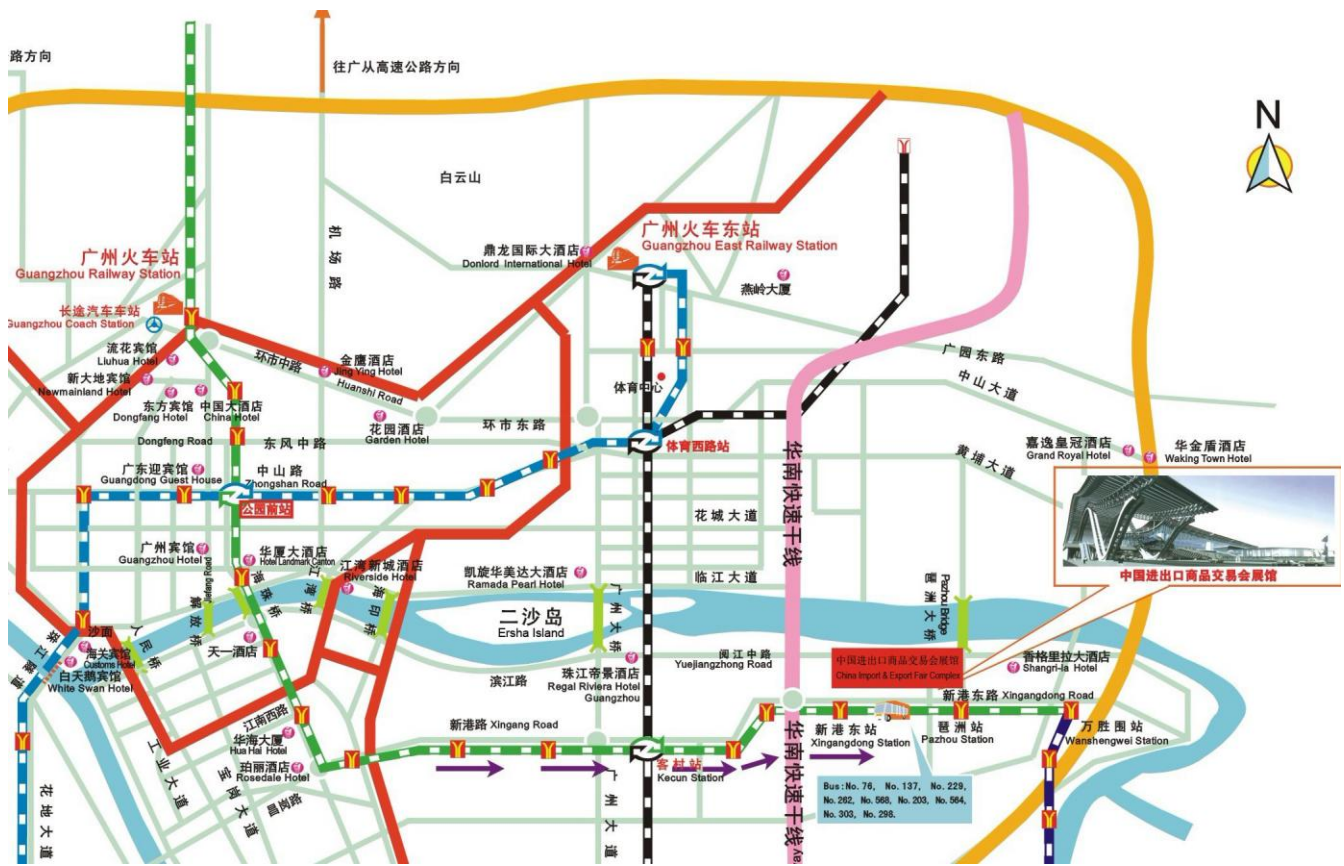 路方向
往广从高速公路方向
N
白云山
机场路
广州火车站
Guangzhou Railway Station
鼎龙国际大酒店
Donlord International Hotel
广州火车东站
Guangzhou East Railway Station
燕岭大厦
长途汽车车站
Guangzhou Coach Station
流花宾馆
Liuhua Hotel
新大地宾馆
Newmainland Hotel
东方宾馆
Dongfang Hotel
中国大酒店
China Hotel
环市中路
金鹰酒店
Jing Ying Hotel
Huanshi Road
花园酒店
Garden Hotel
环市东路
体育中心
体育西路站
广园东路
中山大道
黄埔大道
嘉逸皇冠酒店
Grand Royal Hotel
华金盾酒店
Waking Town Hotel
Dongfeng Road
东风中路
广东迎宾馆
Guangdong Guest House
中山路
Zhongshan Road
公园前站
华南快速干线
花城大道
中国进出口商品交易会展馆
广州宾馆
Guangzhou Hotel
Jiefang Road
解放桥
华厦大酒店
Hotel Landmark Canton
海珠桥
江湾桥
江湾新城酒店
Riverside Hotel
海印桥
凯旋华美达大酒店
Ramada Pearl Hotel
广州大桥
临江大道
琶洲大桥
Pazhou Bridge
二沙岛
Ersha Island
沙面
人民桥
海关宾馆
Customs Hotel
白天鹅宾馆
White Swan Hotel
珠江隧道
天一酒店
阅江中路
Yuejiangzhong Road
中国进出口商品交易会展馆
China Import & Export Fair Complex
香格里拉大酒店
Shangri-la Hotel
滨江路
珠江帝景酒店
Regal Riviera Hotel
Guangzhou
江南西路
新港路 Xingang Road
新港东路 Xingangdong Road
华海大厦
Hua Hai Hotel
珀丽酒店
Rosedale Hotel
客村站
Kecun Station
新港东站
Xingangdong Station
琶洲站
Pazhou Station
万胜围站
Wanshengwei Station
工业大道
宝岗大道
昌岗路
花地大道
广州大道
华南快速干线
way
Bus:No.76, No.137, No.229,
No.262, No.568, No.203, No.564,
No.303, No.298.